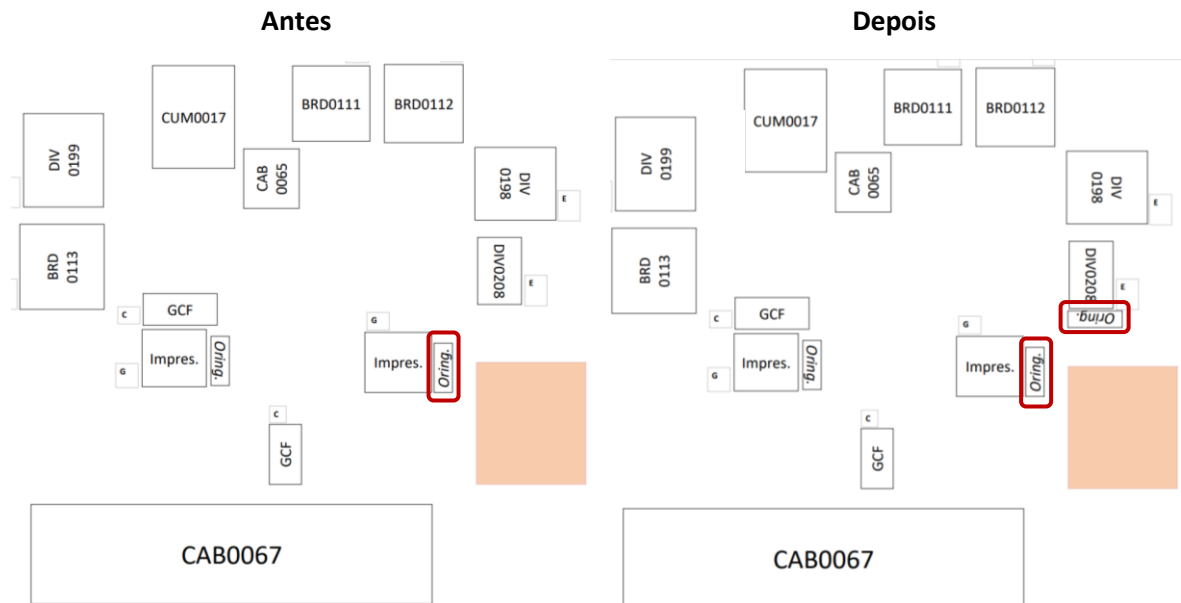 Antes
CUM0017
BRD0111
BRD0112
DIV
0199
CAB
0065
DIV
0198
E
BRD
0113
DIV0208
E
C
GCF
G
Impres.
Oring.
G
Impres.
Oring.
C
GCF
CAB0067
Depois
CUM0017
BRD0111
BRD0112
DIV
0199
CAB
0065
DIV
0198
E
BRD
0113
DIV0208
E
Oring.
C
GCF
G
Impres.
Oring.
G
Impres.
Oring.
C
GCF
CAB0067